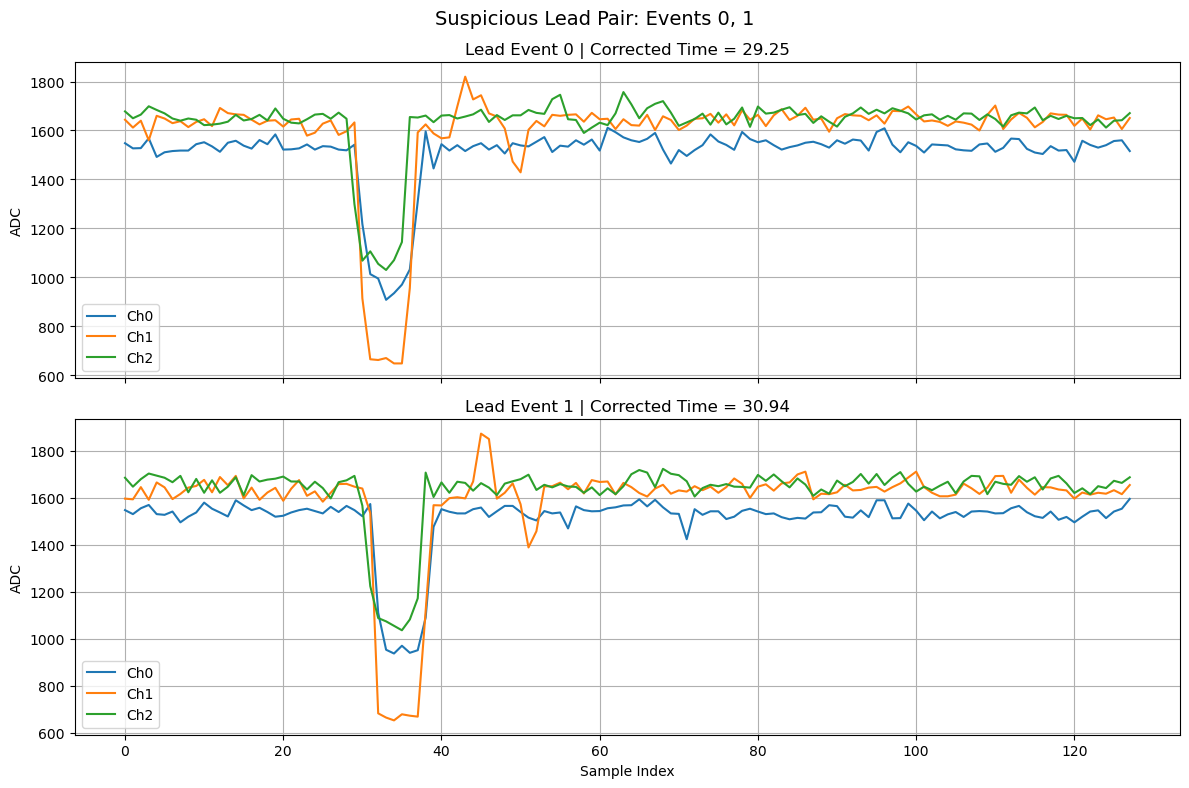 Suspicious Lead Pair: Events 0, 1
Lead Event 0 | Corrected Time = 29.25
1800
1600
1400
1200
1000
800
600
ADC
Ch0
Ch1
Ch2
Lead Event 1 | Corrected Time = 30.94
1800
1600
1400
1200
1000
800
600
ADC
Ch0
Ch1
Ch2
0 20 40 60 80 100 120
Sample Index